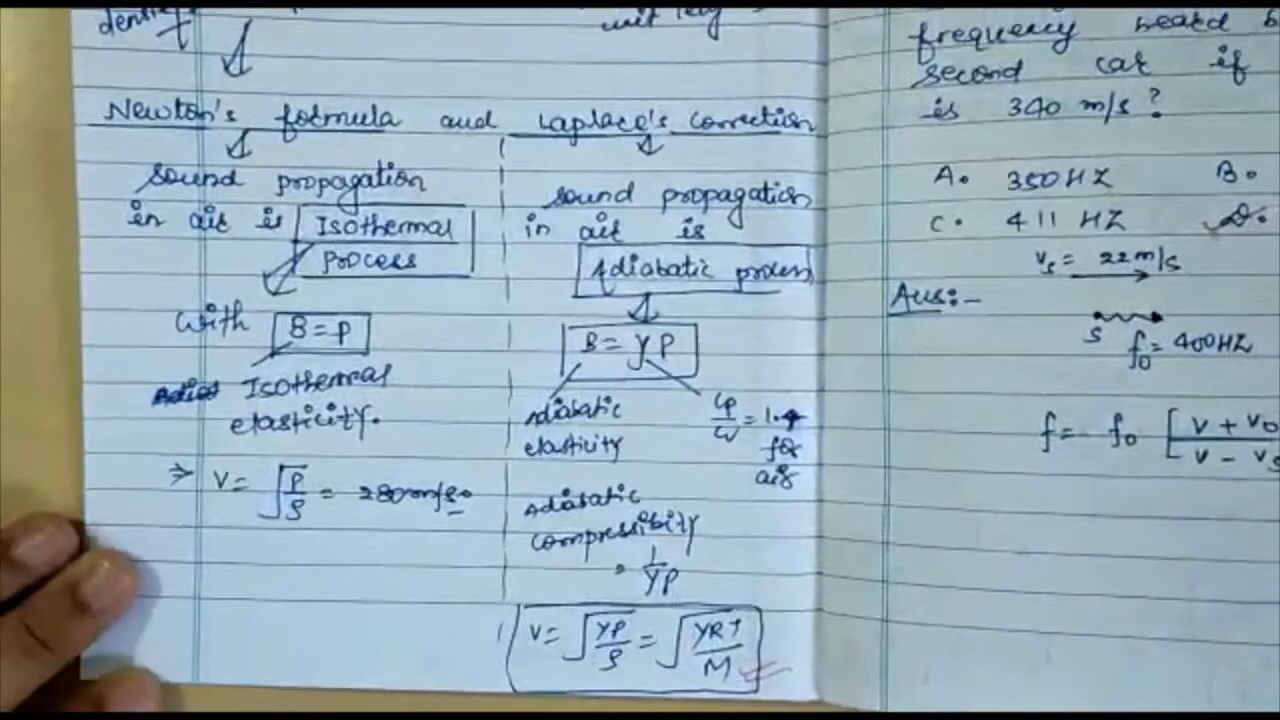 density
Newton's formula and Laplace's correction
sound propagation
in air is Isothermal
process
with B = P
Isothermal
elasticity.
⇒ V = √P/ρ = 280 m/s
sound propagation
in air is
Adiabatic process
B = γP
Adiabatic
elasticity
Cp/Cv = 1.4
for
air
Adiabatic
compressibity
= 1/γP
V = √γP/ρ = √γRT/M
frequency heard
second car if
is 340 m/s?
A. 350 HZ B.
C. 411 HZ D.
Vs = 22 m/s
Ans:-
S f0 = 400 HZ
f = f0 [V + V0 / V - Vs